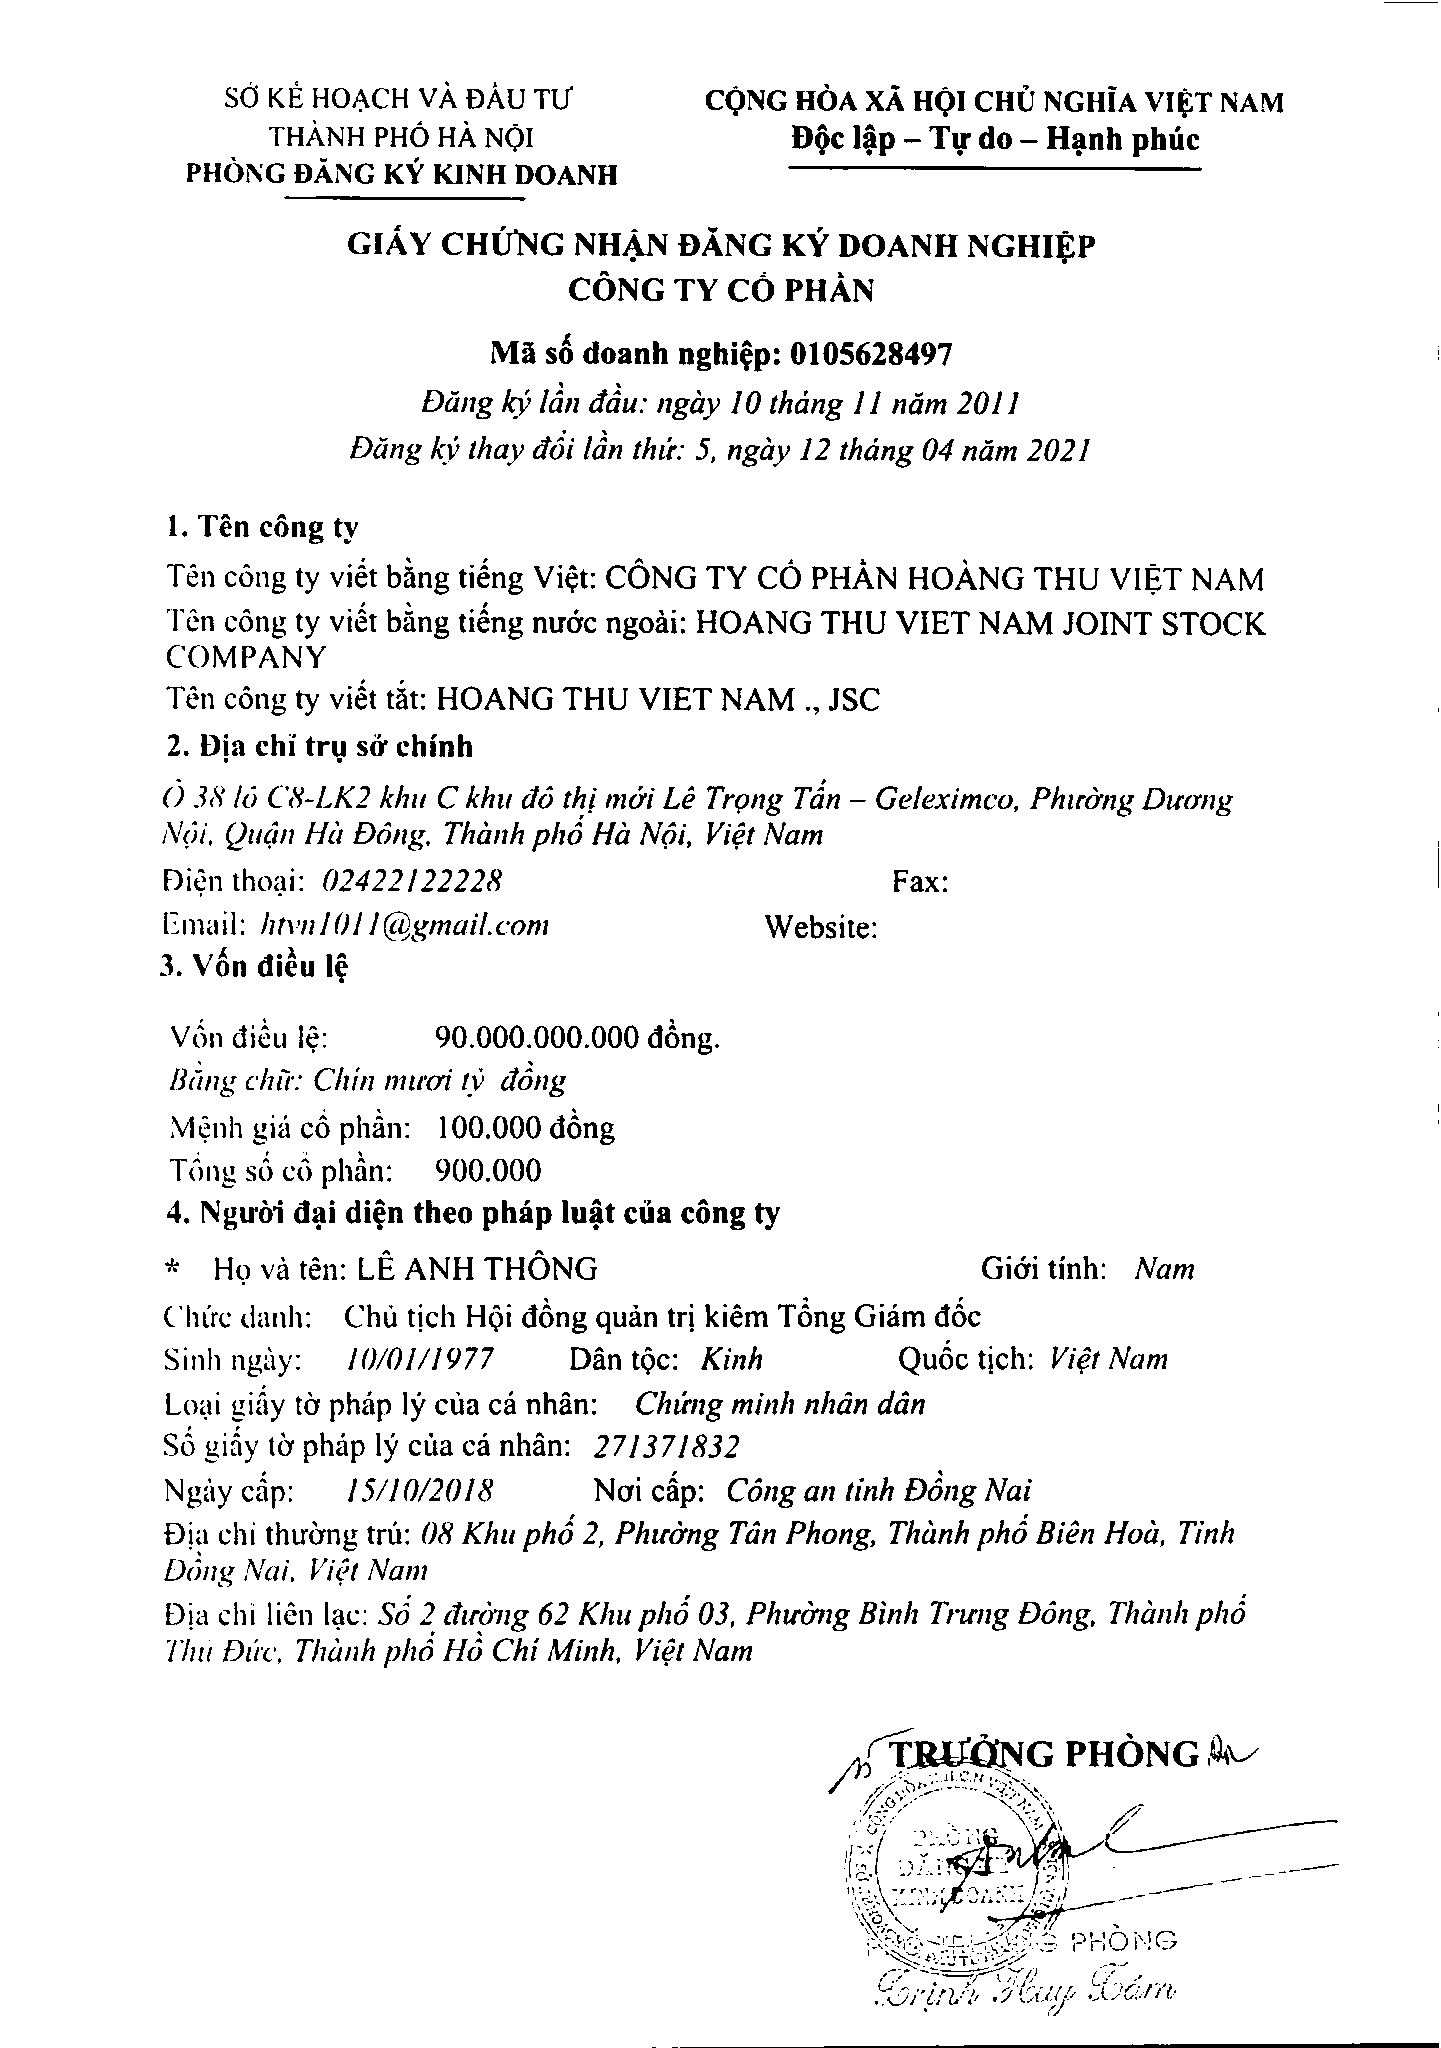 SỞ KẾ HOẠCH VÀ ĐẦU TƯ
THÀNH PHỐ HÀ NỘI
PHÒNG ĐĂNG KÝ KINH DOANH
CỘNG HÒA XÃ HỘI CHỦ NGHĨA VIỆT NAM
Độc lập – Tự do – Hạnh phúc
GIẤY CHỨNG NHẬN ĐĂNG KÝ DOANH NGHIỆP
CÔNG TY CỔ PHẦN
Mã số doanh nghiệp: 0105628497
Đăng ký lần đầu: ngày 10 tháng 11 năm 2011
Đăng ký thay đổi lần thứ: 5, ngày 12 tháng 04 năm 2021
1. Tên công ty
Tên công ty viết bằng tiếng Việt: CÔNG TY CỔ PHẦN HOÀNG THU VIỆT NAM
Tên công ty viết bằng tiếng nước ngoài: HOANG THU VIET NAM JOINT STOCK
COMPANY
Tên công ty viết tắt: HOANG THU VIET NAM ., JSC
2. Địa chỉ trụ sở chính
Ô 38 lô C8-LK2 khu C khu đô thị mới Lê Trọng Tấn – Geleximco, Phường Dương
Nội, Quận Hà Đông, Thành phố Hà Nội, Việt Nam
Điện thoại: 02422122228 Fax:
Email: htvn1011@gmail.com Website:
3. Vốn điều lệ
Vốn điều lệ: 90.000.000.000 đồng.
Bằng chữ: Chín mươi tỷ đồng
Mệnh giá cổ phần: 100.000 đồng
Tổng số cổ phần: 900.000
4. Người đại diện theo pháp luật của công ty
* Họ và tên: LÊ ANH THÔNG Giới tính: Nam
Chức danh: Chủ tịch Hội đồng quản trị kiêm Tổng Giám đốc
Sinh ngày: 10/01/1977 Dân tộc: Kinh Quốc tịch: Việt Nam
Loại giấy tờ pháp lý của cá nhân: Chứng minh nhân dân
Số giấy tờ pháp lý của cá nhân: 271371832
Ngày cấp: 15/10/2018 Nơi cấp: Công an tỉnh Đồng Nai
Địa chỉ thường trú: 08 Khu phố 2, Phường Tân Phong, Thành phố Biên Hoà, Tỉnh
Đồng Nai, Việt Nam
Địa chỉ liên lạc: Số 2 đường 62 Khu phố 03, Phường Bình Trưng Đông, Thành phố
Thủ Đức, Thành phố Hồ Chí Minh, Việt Nam
TRƯỞNG PHÒNG
PHÒNG
ĐĂNG KÝ
KINH DOANH
PHÒNG
Trịnh Huy Tám